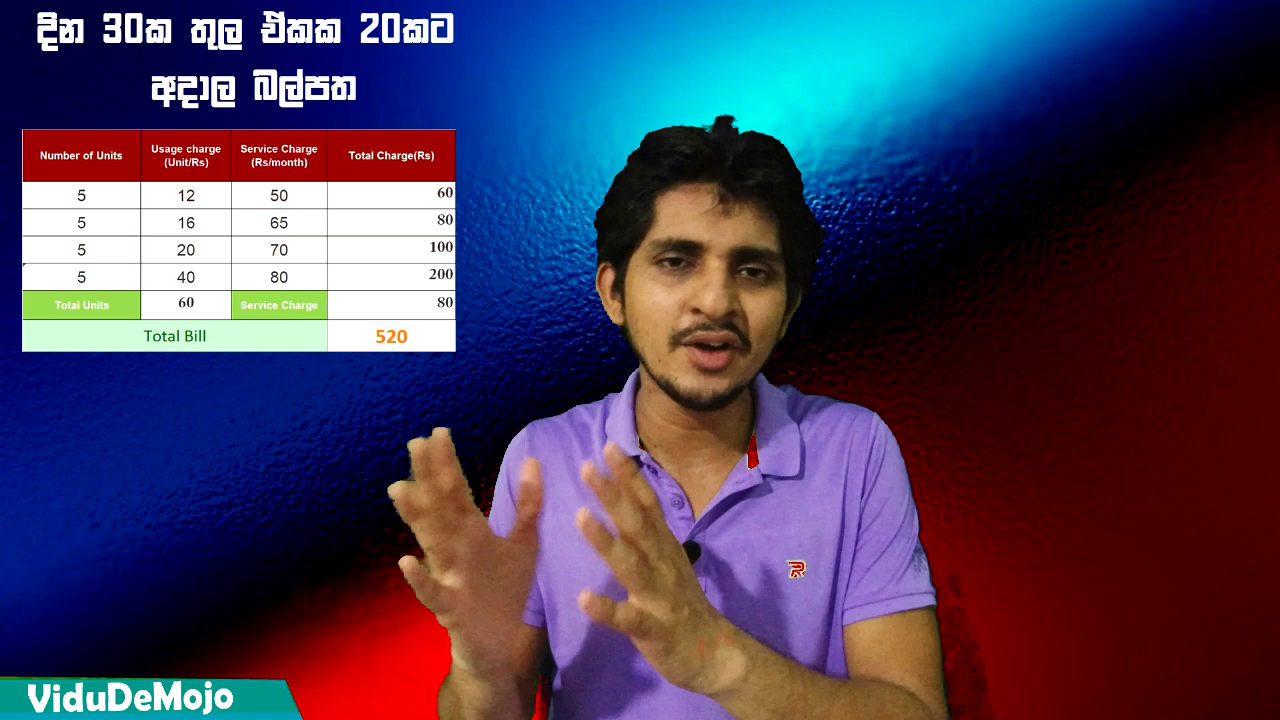 දින 30ක තුල ඒකක 20කට
අදාල බිල්පත
Number of Units Usage charge (Unit/Rs) Service Charge (Rs/month) Total Charge(Rs)
5 12 50 60
5 16 65 80
5 20 70 100
5 40 80 200
Total Units 60 Service Charge 80
Total Bill 520
R
ViduDeMojo